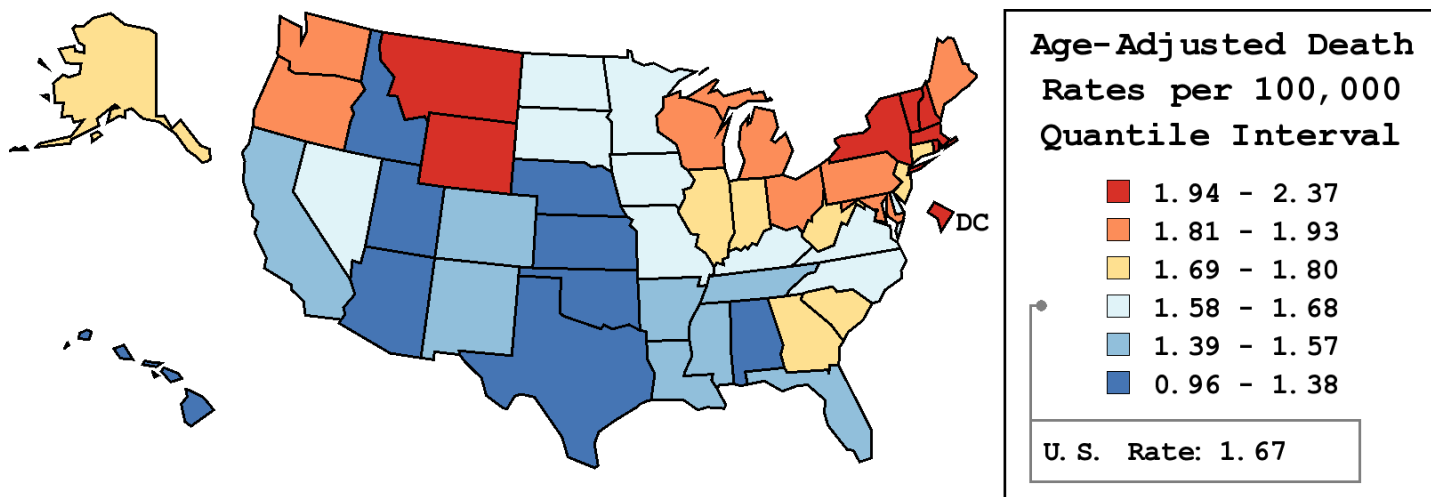 DC
Age-Adjusted Death
Rates per 100,000
Quantile Interval
1.94 - 2.37
1.81 - 1.93
1.69 - 1.80
1.58 - 1.68
1.39 - 1.57
0.96 - 1.38
U.S. Rate: 1.67